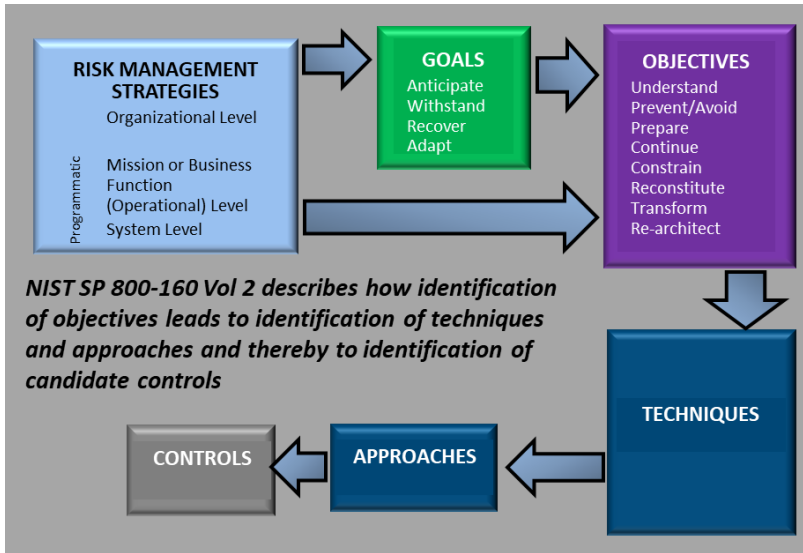 RISK MANAGEMENT
STRATEGIES
Organizational Level
Programmatic
Mission or Business
Function
(Operational) Level
System Level
GOALS
Anticipate
Withstand
Recover
Adapt
OBJECTIVES
Understand
Prevent/Avoid
Prepare
Continue
Constrain
Reconstitute
Transform
Re-architect
NIST SP 800-160 Vol 2 describes how identification
of objectives leads to identification of techniques
and approaches and thereby to identification of
candidate controls
TECHNIQUES
APPROACHES
CONTROLS